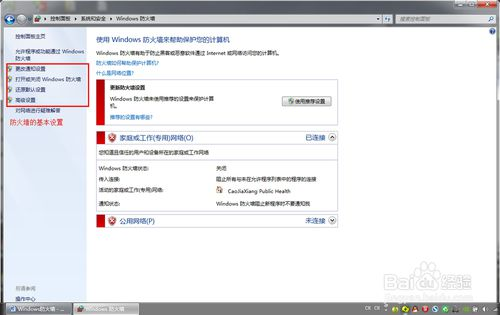 控制面板 ▸ 系统和安全 ▸ Windows 防火墙
搜索控制面板
控制面板主页
允许程序或功能通过 Windows
防火墙
更改通知设置
打开或关闭 Windows 防火墙
还原默认设置
高级设置
对网络进行疑难解答
防火墙的基本设置
另请参阅
操作中心
使用 Windows 防火墙来帮助保护您的计算机
Windows 防火墙有助于防止黑客或恶意软件通过 Internet 或网络访问您的计算机。
防火墙如何帮助保护计算机?
什么是网络位置?
更新防火墙设置
Windows 防火墙未使用推荐的设置来保护计算机。
使用推荐设置
推荐的设置有哪些?
家庭或工作(专用)网络(O) 已连接
您知道且信任的用户和设备所在的家庭或工作网络
Windows 防火墙状态: 关闭
传入连接: 阻止所有与未在允许程序列表中的程序的连接
活动的家庭或工作(专用)网络: CaoJiaXiang Public Health
通知状态: Windows 防火墙阻止新程序时不要通知我
公用网络(P) 未连接
Baidu 经验
jingyan.baidu.com
Windows防火墙 - ...
Windows 防火墙
CK CK